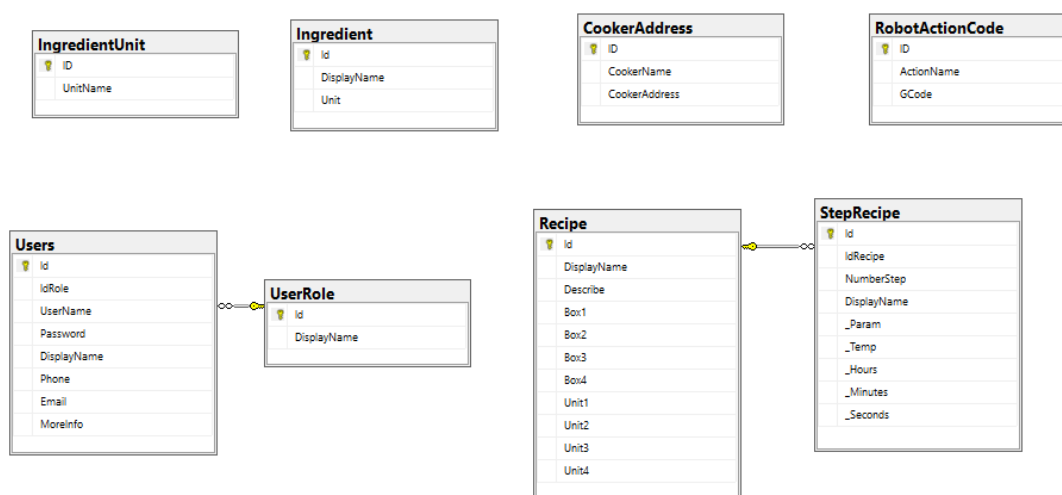 IngredientUnit
ID
UnitName
Ingredient
Id
DisplayName
Unit
CookerAddress
ID
CookerName
CookerAddress
RobotActionCode
ID
ActionName
GCode
Users
Id
IdRole
UserName
Password
DisplayName
Phone
Email
MoreInfo
UserRole
Id
DisplayName
Recipe
Id
DisplayName
Describe
Box1
Box2
Box3
Box4
Unit1
Unit2
Unit3
Unit4
StepRecipe
Id
IdRecipe
NumberStep
DisplayName
_Param
_Temp
_Hours
_Minutes
_Seconds